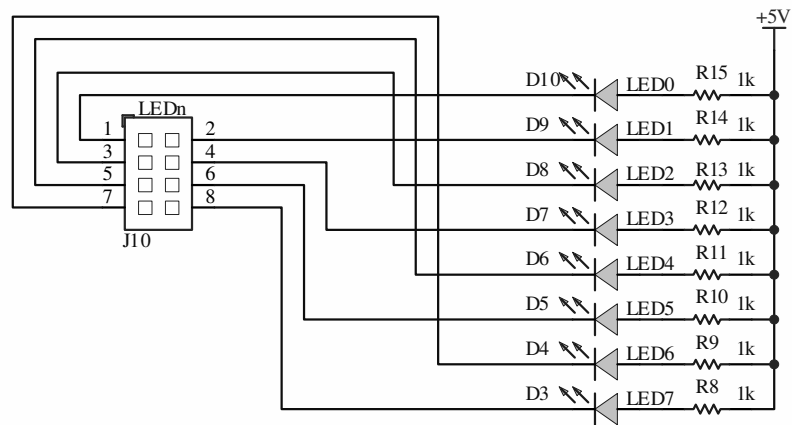 +5V
D10 LED0 R15 1k
LEDn
1 2 D9 LED1 R14 1k
3 4 D8 LED2 R13 1k
5 6 D7 LED3 R12 1k
7 8
J10
D6 LED4 R11 1k
D5 LED5 R10 1k
D4 LED6 R9 1k
D3 LED7 R8 1k